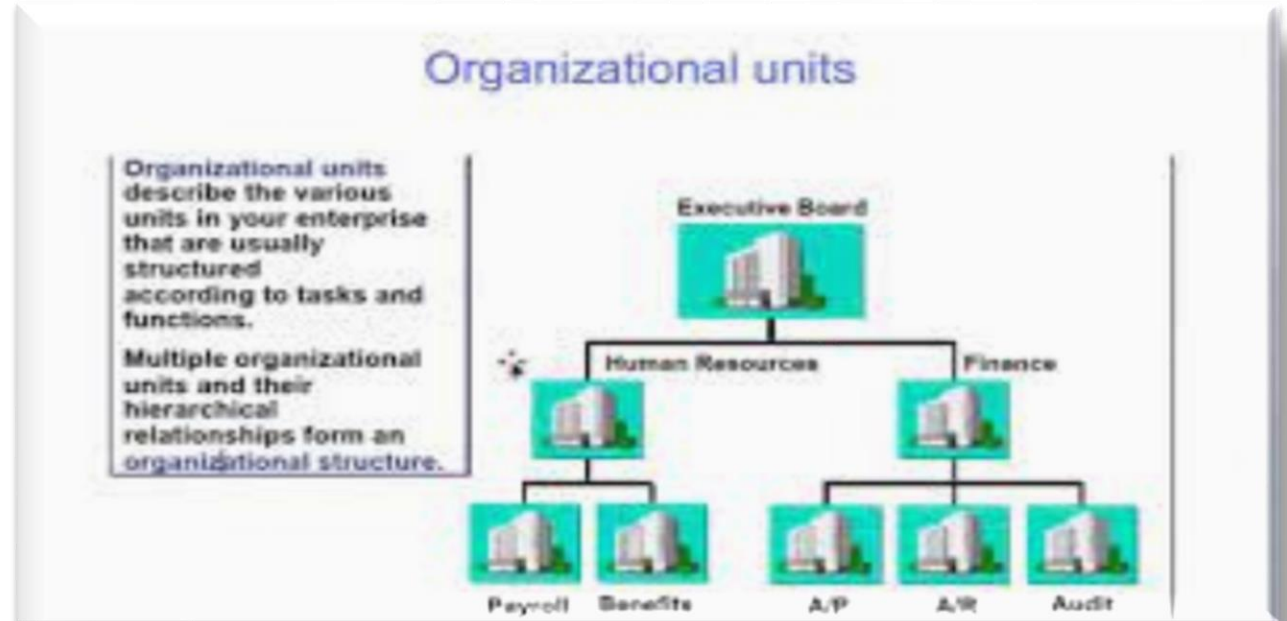 Organizational units
Organizational units
describe the various
units in your enterprise
that are usually
structured
according to tasks and
functions.
Multiple organizational
units and their
hierarchical
relationships form an
organizational structure.
Executive Board
Human Resources
Finance
Payroll
Benefits
A/P
A/R
Audit